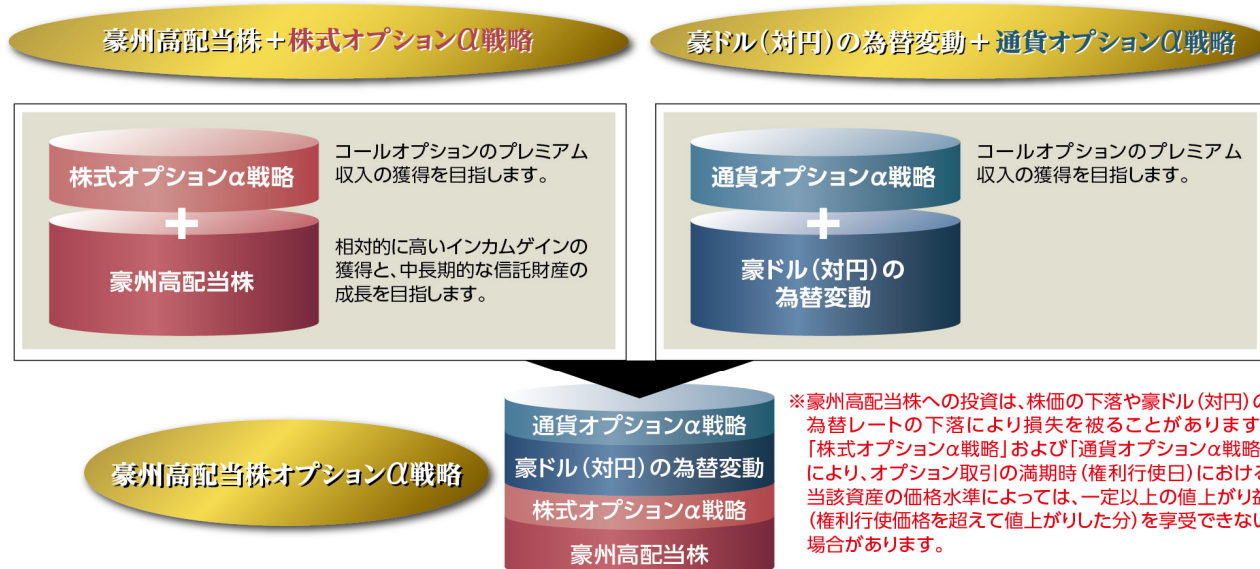 豪州高配当株+株式オプションα戦略
豪ドル(対円)の為替変動+通貨オプションα戦略
株式オプションα戦略
コールオプションのプレミアム
収入の獲得を目指します。
+
豪州高配当株
相対的に高いインカムゲインの
獲得と、中長期的な信託財産の
成長を目指します。
通貨オプションα戦略
コールオプションのプレミアム
収入の獲得を目指します。
+
豪ドル(対円)の
為替変動
豪州高配当株オプションα戦略
通貨オプションα戦略
豪ドル(対円)の為替変動
株式オプションα戦略
豪州高配当株
※豪州高配当株への投資は、株価の下落や豪ドル(対円)の
為替レートの下落により損失を被ることがあります
「株式オプションα戦略」および「通貨オプションα戦略
により、オプション取引の満期時(権利行使日)における
当該資産の価格水準によっては、一定以上の値上がり益
(権利行使価格を超えて値上がりした分)を享受できない
場合があります。